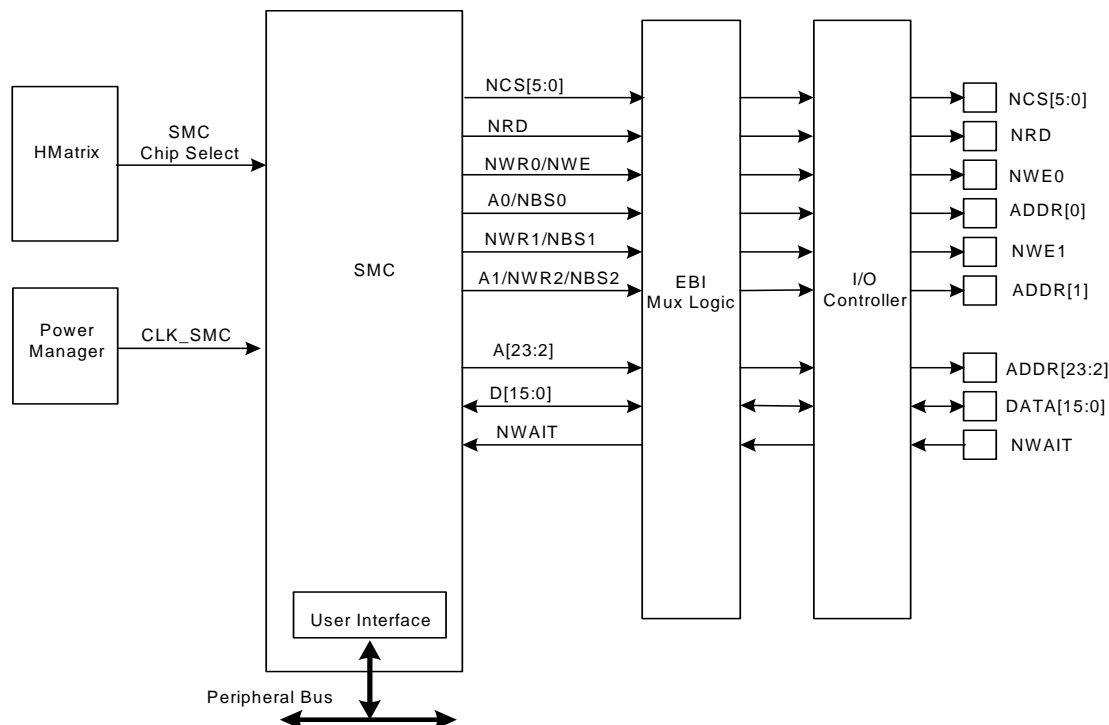 HMatrix
SMC
Chip Select
Power
Manager
CLK_SMC
SMC
NCS[5:0]
NRD
NWR0/NWE
A0/NBS0
NWR1/NBS1
A1/NWR2/NBS2
A[23:2]
D[15:0]
NWAIT
EBI
Mux Logic
I/O
Controller
NCS[5:0]
NRD
NWE0
ADDR[0]
NWE1
ADDR[1]
ADDR[23:2]
DATA[15:0]
NWAIT
User Interface
Peripheral Bus